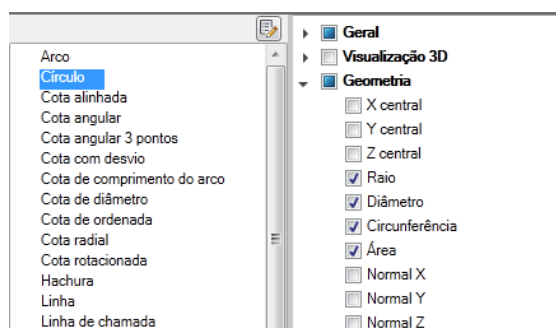 Arco
Círculo
Cota alinhada
Cota angular
Cota angular 3 pontos
Cota com desvio
Cota de comprimento do arco
Cota de diâmetro
Cota de ordenada
Cota radial
Cota rotacionada
Hachura
Linha
Linha de chamada
Geral
Visualização 3D
Geometria
X central
Y central
Z central
Raio
Diâmetro
Circunferência
Área
Normal X
Normal Y
Normal Z